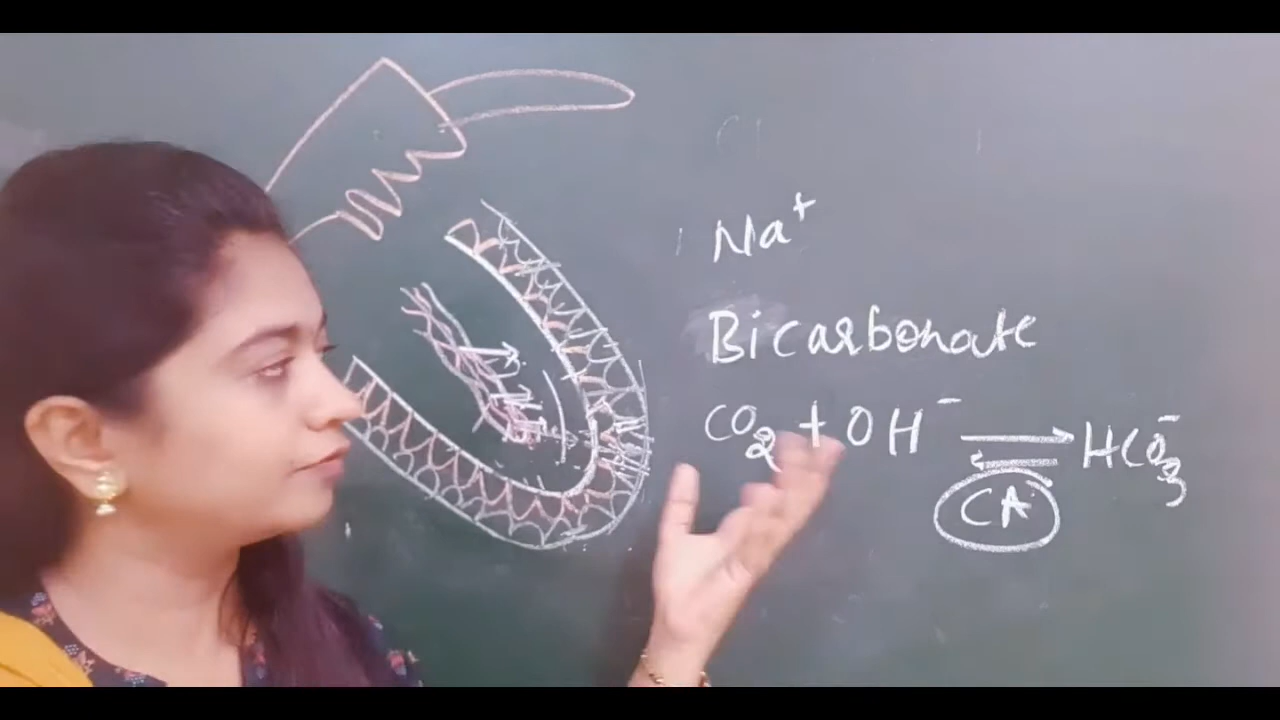 Na⁺
Bicarbonate
CO₂ + OH⁻ ⇌ HCO₃⁻
CA